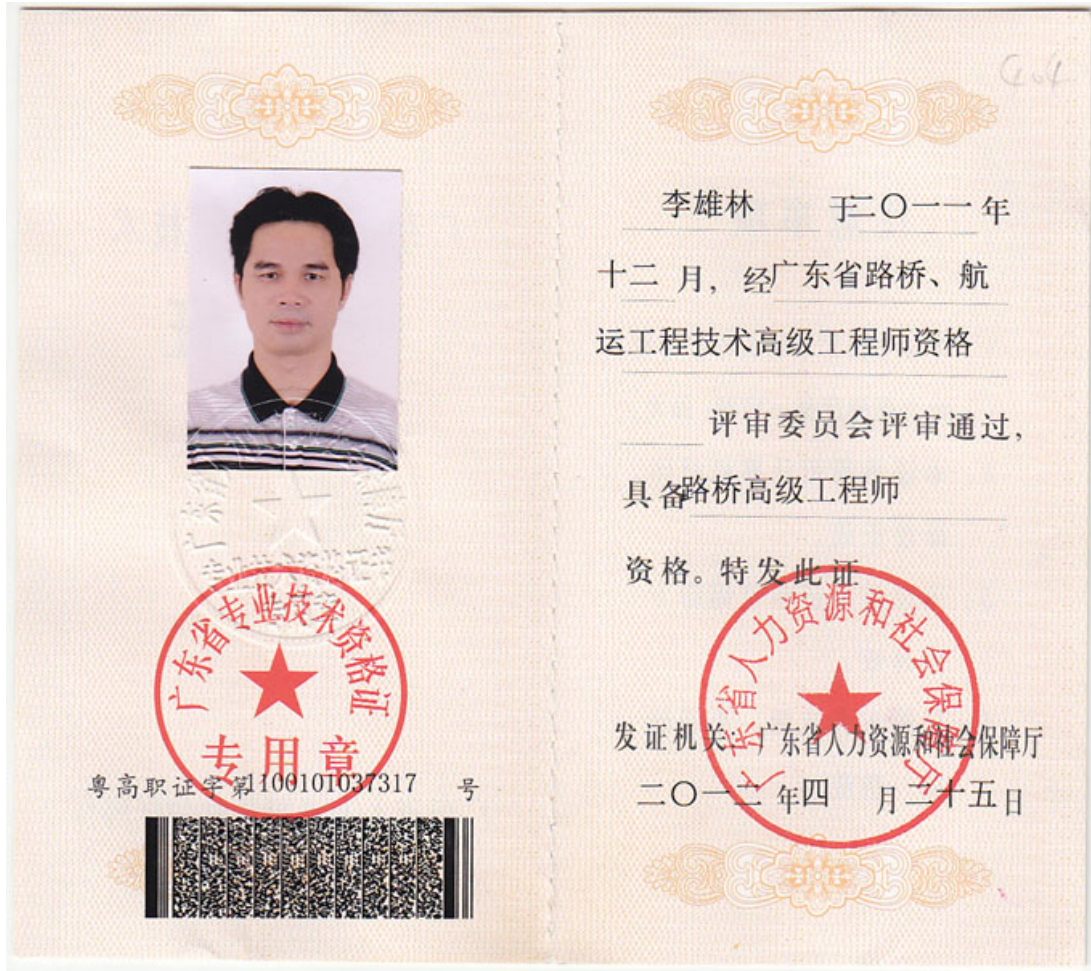 广东省专业技术资格证
专用章
粤高职证字第1100101037317 号
李雄林 于二〇一一年
十二月，经广东省路桥、航
运工程技术高级工程师资格
评审委员会评审通过，
具备路桥高级工程师
资格。特发此证
广东省人力资源和社会保障厅
发证机关：广东省人力资源和社会保障厅
二〇一二年四 月二十五日